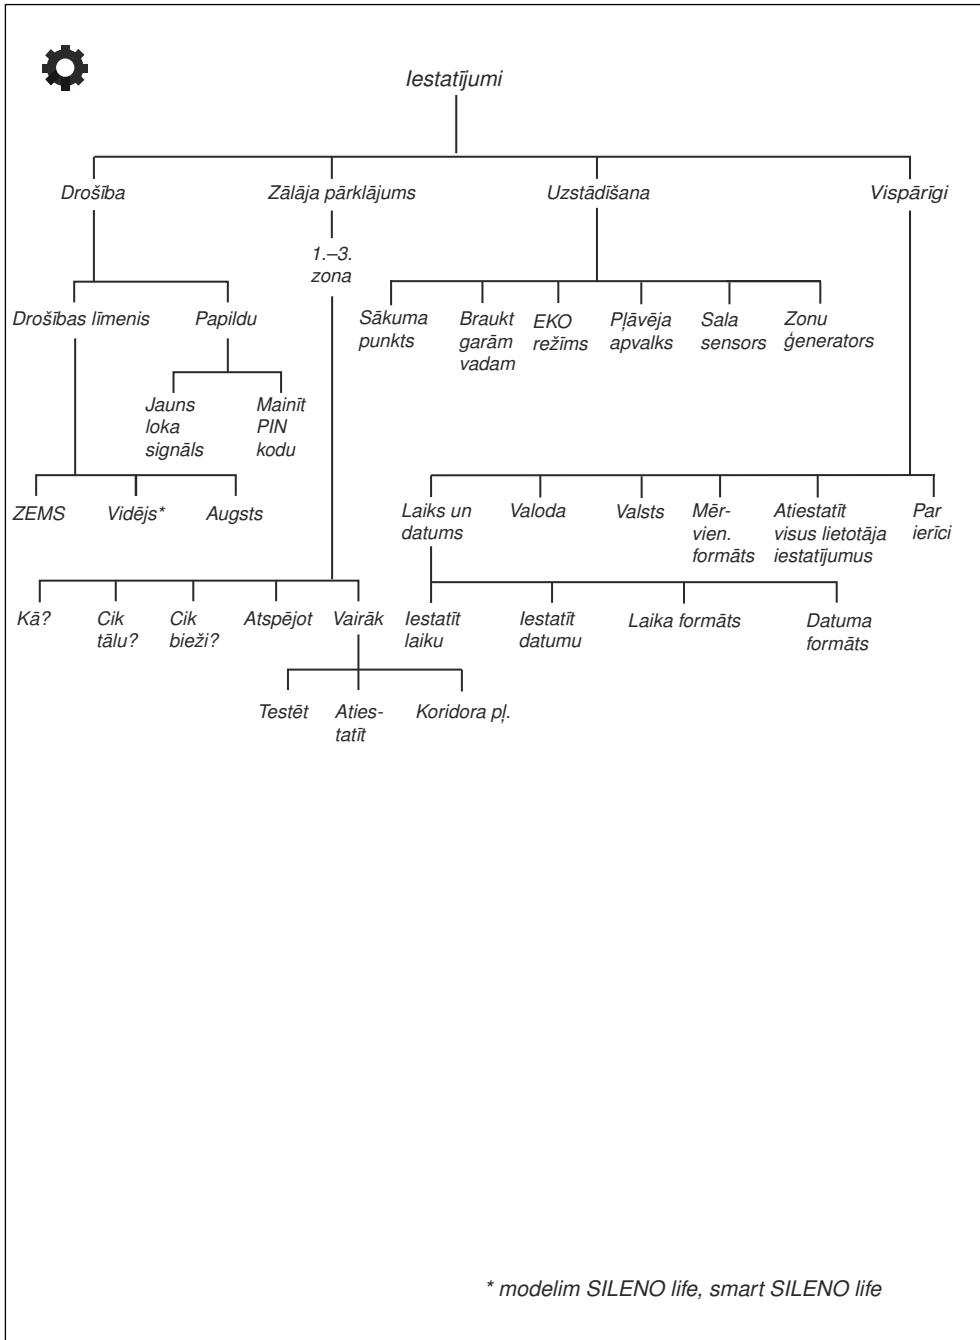 Iestatījumi
Drošība
Zālāja pārklājums
Uzstādīšana
Vispārīgi
1.–3.
zona
Drošības līmenis
Papildu
Sākuma
punkts
Braukt
garām
vadam
EKO
režīms
Pļāvēja
apvalks
Sala
sensors
Zonu
ģenerators
Jauns
loka
signāls
Mainīt
PIN
kodu
ZEMS
Vidējs*
Augsts
Laiks un
datums
Valoda
Valsts
Mēr-
vien.
formāts
Atiestatīt
visus lietotāja
iestatījumus
Par
ierīci
Kā?
Cik
tālu?
Cik
bieži?
Atspējot
Vairāk
Iestatīt
laiku
Iestatīt
datumu
Laika formāts
Datuma
formāts
Testēt
Aties-
tatīt
Koridora pļ.
* modelim SILENO life, smart SILENO life